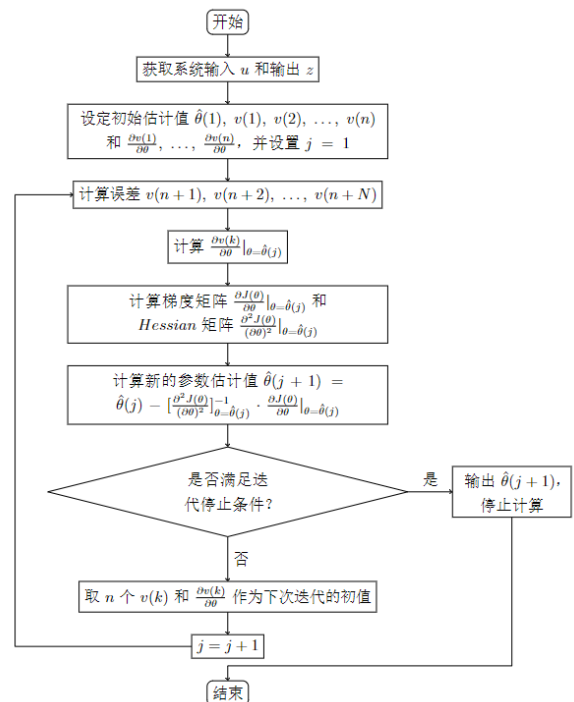 开始
获取系统输入 u 和输出 z
设定初始估计值 θ̂(1), v(1), v(2), …, v(n)
和 ∂v(1)/∂θ, …, ∂v(n)/∂θ，并设置 j = 1
计算误差 v(n+1), v(n+2), …, v(n+N)
计算 ∂v(k)/∂θ|θ=θ̂(j)
计算梯度矩阵 ∂J(θ)/∂θ|θ=θ̂(j) 和
Hessian 矩阵 ∂²J(θ)/(∂θ)²|θ=θ̂(j)
计算新的参数估计值 θ̂(j + 1) =
θ̂(j) − [∂²J(θ)/(∂θ)²]⁻¹θ=θ̂(j) · ∂J(θ)/∂θ|θ=θ̂(j)
是否满足迭
代停止条件？
是
输出 θ̂(j+1)，
停止计算
否
取 n 个 v(k) 和 ∂v(k)/∂θ 作为下次迭代的初值
j = j + 1
结束